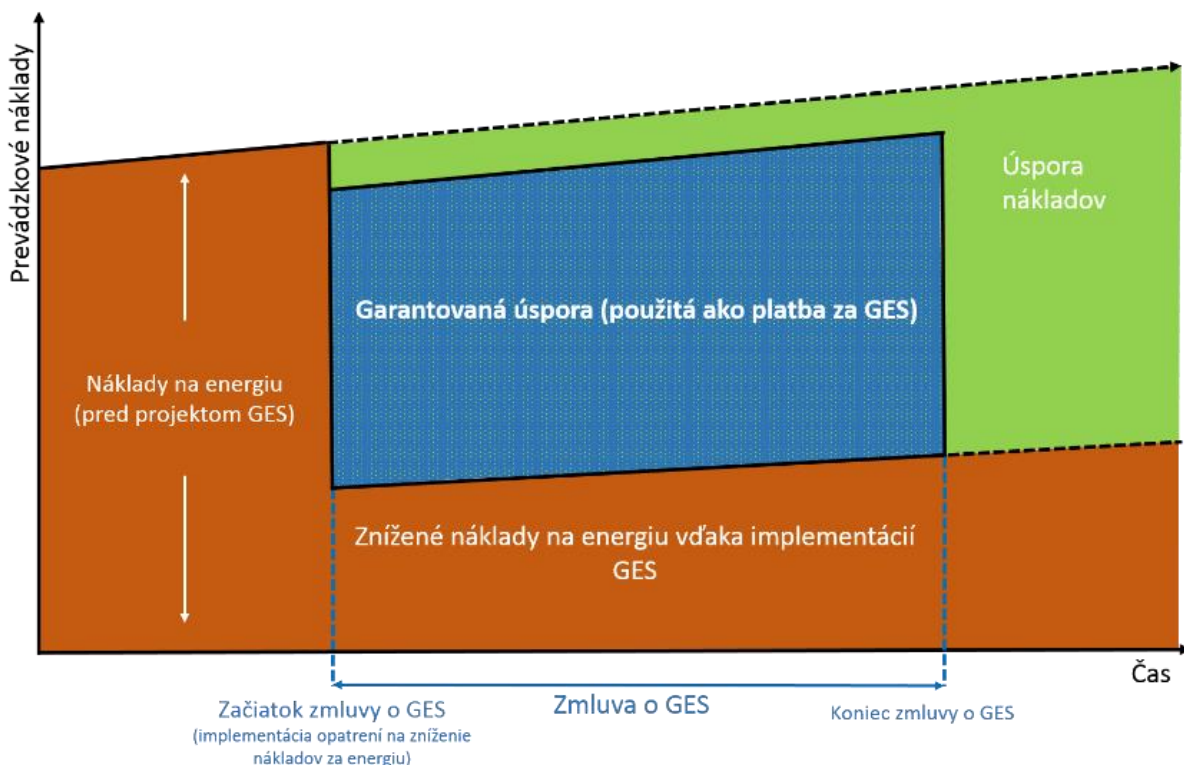 Prevádzkové náklady
Úspora
nákladov
Garantovaná úspora (použitá ako platba za GES)
Náklady na energiu
(pred projektom GES)
Znížené náklady na energiu vďaka implementácií
GES
Čas
Začiatok zmluvy o GES
(implementácia opatrení na zníženie
nákladov za energiu)
Zmluva o GES
Koniec zmluvy o GES